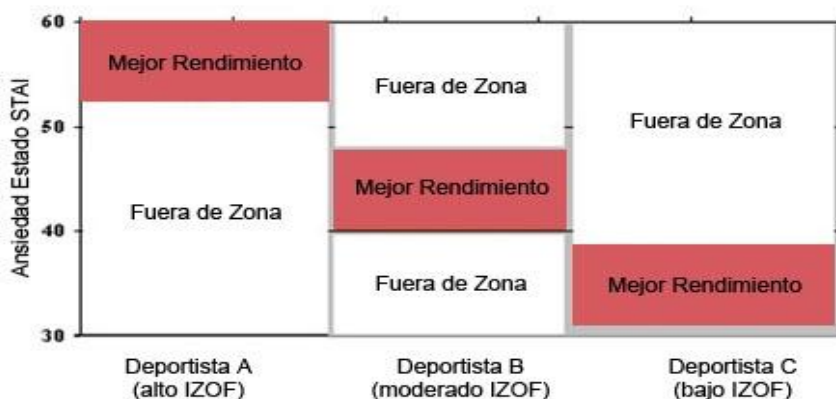 60
Mejor Rendimiento
Fuera de Zona
Fuera de Zona
50
Ansiedad Estado STAI
Mejor Rendimiento
Fuera de Zona
40
Fuera de Zona
Mejor Rendimiento
30
Deportista A
(alto IZOF)
Deportista B
(moderado IZOF)
Deportista C
(bajo IZOF)